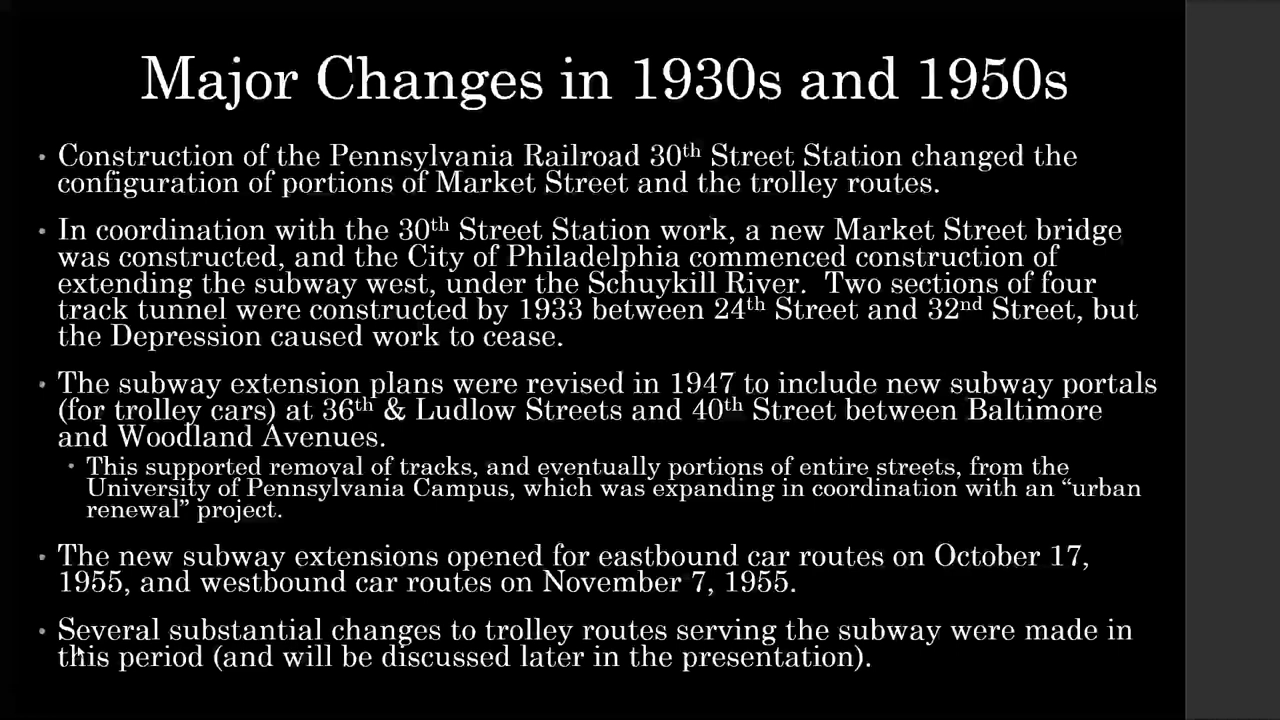 Major Changes in 1930s and 1950s
• Construction of the Pennsylvania Railroad 30th Street Station changed the
configuration of portions of Market Street and the trolley routes.
• In coordination with the 30th Street Station work, a new Market Street bridge
was constructed, and the City of Philadelphia commenced construction of
extending the subway west, under the Schuykill River.  Two sections of four
track tunnel were constructed by 1933 between 24th Street and 32nd Street, but
the Depression caused work to cease.
• The subway extension plans were revised in 1947 to include new subway portals
(for trolley cars) at 36th & Ludlow Streets and 40th Street between Baltimore
and Woodland Avenues.
• This supported removal of tracks, and eventually portions of entire streets, from the
University of Pennsylvania Campus, which was expanding in coordination with an “urban
renewal” project.
• The new subway extensions opened for eastbound car routes on October 17,
1955, and westbound car routes on November 7, 1955.
• Several substantial changes to trolley routes serving the subway were made in
this period (and will be discussed later in the presentation).